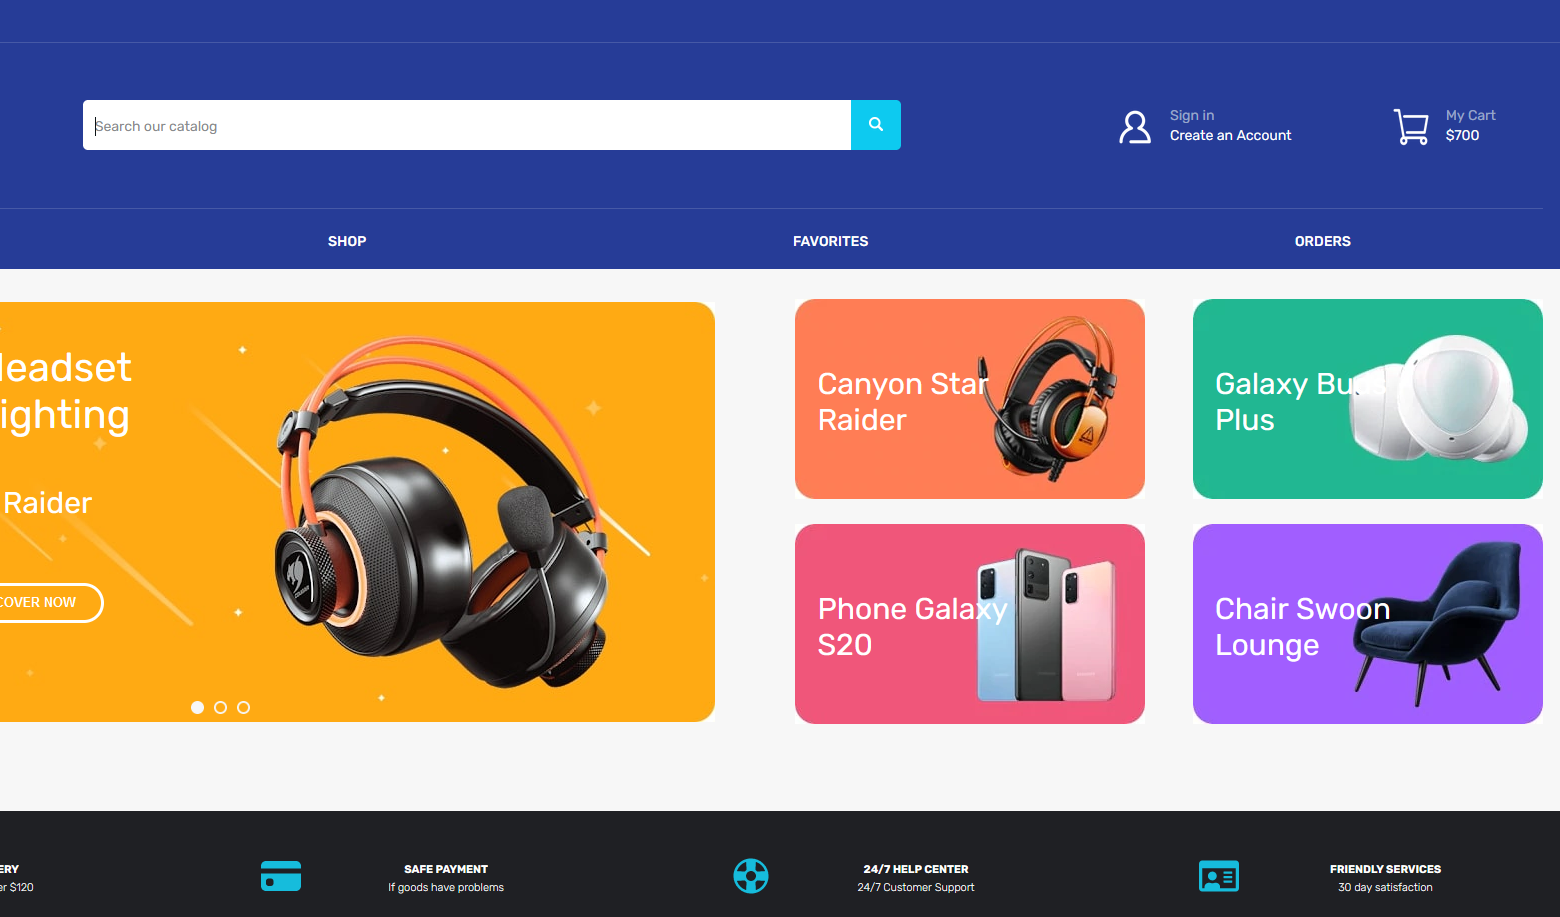 Search our catalog
Sign in
Create an Account
My Cart
$700
SHOP
FAVORITES
ORDERS
leadset
ighting
Raider
COVER NOW
Canyon Star
Raider
Galaxy Buds
Plus
Phone Galaxy
S20
Chair Swoon
Lounge
ERY
er $120
SAFE PAYMENT
If goods have problems
24/7 HELP CENTER
24/7 Customer Support
FRIENDLY SERVICES
30 day satisfaction